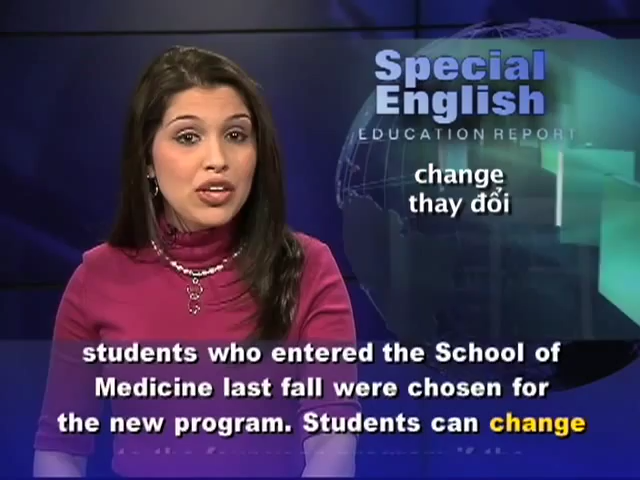 Special
English
EDUCATION REPORT
change
thay đổi
students who entered the School of
Medicine last fall were chosen for
the new program. Students can change